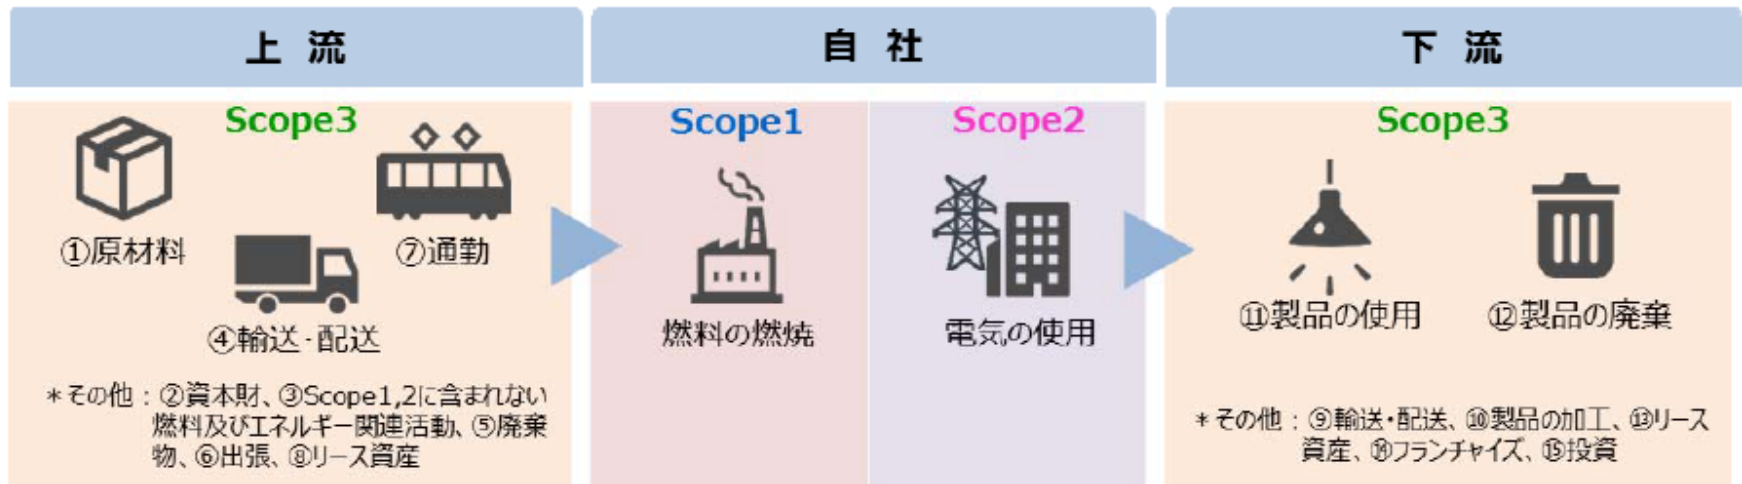 上 流
自 社
下 流
Scope3
①原材料
⑦通勤
④輸送・配送
＊その他：②資本財、③Scope1,2に含まれない
燃料及びエネルギー関連活動、⑤廃棄
物、⑥出張、⑧リース資産
Scope1
燃料の燃焼
Scope2
電気の使用
Scope3
⑪製品の使用
⑫製品の廃棄
＊その他：⑨輸送・配送、⑩製品の加工、⑬リース
資産、⑭フランチャイズ、⑮投資